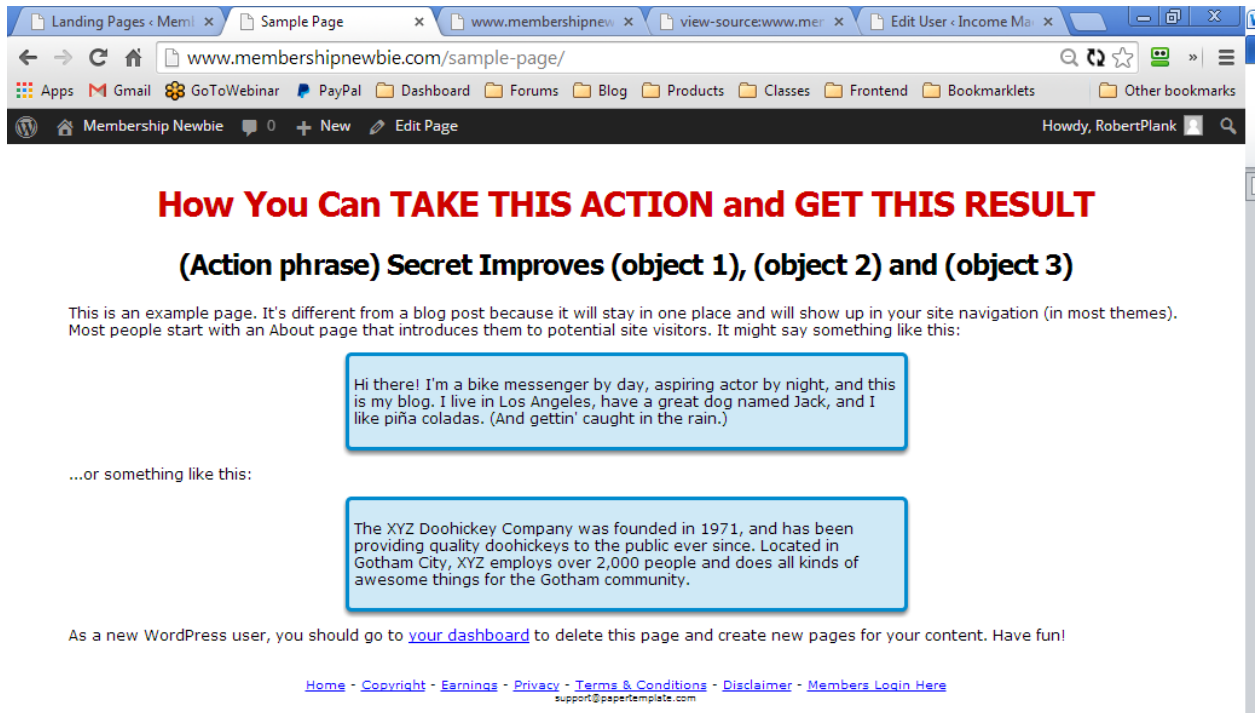 Landing Pages ‹ Meml
Sample Page
www.membershipnew
view-source:www.mer
Edit User ‹ Income Ma
www.membershipnewbie.com/sample-page/
Apps Gmail GoToWebinar PayPal Dashboard Forums Blog Products Classes Frontend Bookmarklets » Other bookmarks
Membership Newbie 0 + New Edit Page Howdy, RobertPlank
How You Can TAKE THIS ACTION and GET THIS RESULT
(Action phrase) Secret Improves (object 1), (object 2) and (object 3)
This is an example page. It's different from a blog post because it will stay in one place and will show up in your site navigation (in most themes).
Most people start with an About page that introduces them to potential site visitors. It might say something like this:
Hi there! I'm a bike messenger by day, aspiring actor by night, and this
is my blog. I live in Los Angeles, have a great dog named Jack, and I
like piña coladas. (And gettin' caught in the rain.)
...or something like this:
The XYZ Doohickey Company was founded in 1971, and has been
providing quality doohickeys to the public ever since. Located in
Gotham City, XYZ employs over 2,000 people and does all kinds of
awesome things for the Gotham community.
As a new WordPress user, you should go to your dashboard to delete this page and create new pages for your content. Have fun!
Home - Copyright - Earnings - Privacy - Terms & Conditions - Disclaimer - Members Login Here
support@papertemplate.com